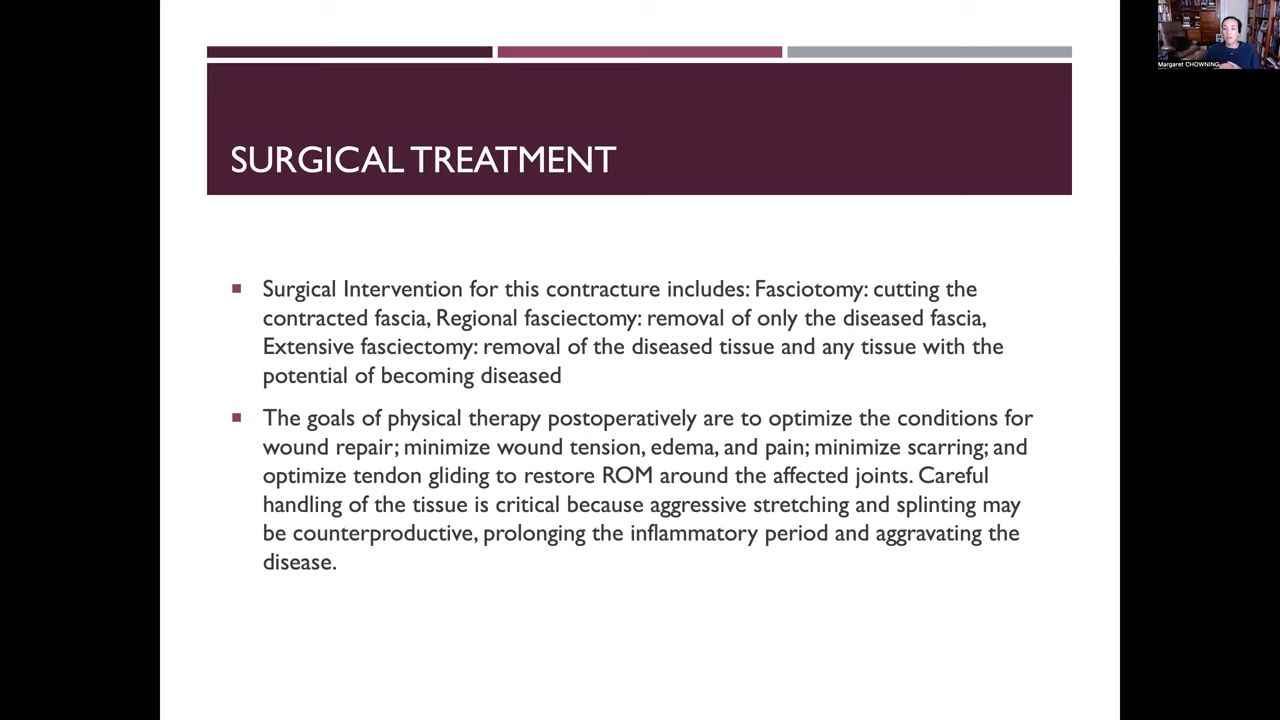 Margaret CHOWNING
SURGICAL TREATMENT
Surgical Intervention for this contracture includes: Fasciotomy: cutting the
contracted fascia, Regional fasciectomy: removal of only the diseased fascia,
Extensive fasciectomy: removal of the diseased tissue and any tissue with the
potential of becoming diseased
The goals of physical therapy postoperatively are to optimize the conditions for
wound repair; minimize wound tension, edema, and pain; minimize scarring; and
optimize tendon gliding to restore ROM around the affected joints. Careful
handling of the tissue is critical because aggressive stretching and splinting may
be counterproductive, prolonging the inflammatory period and aggravating the
disease.